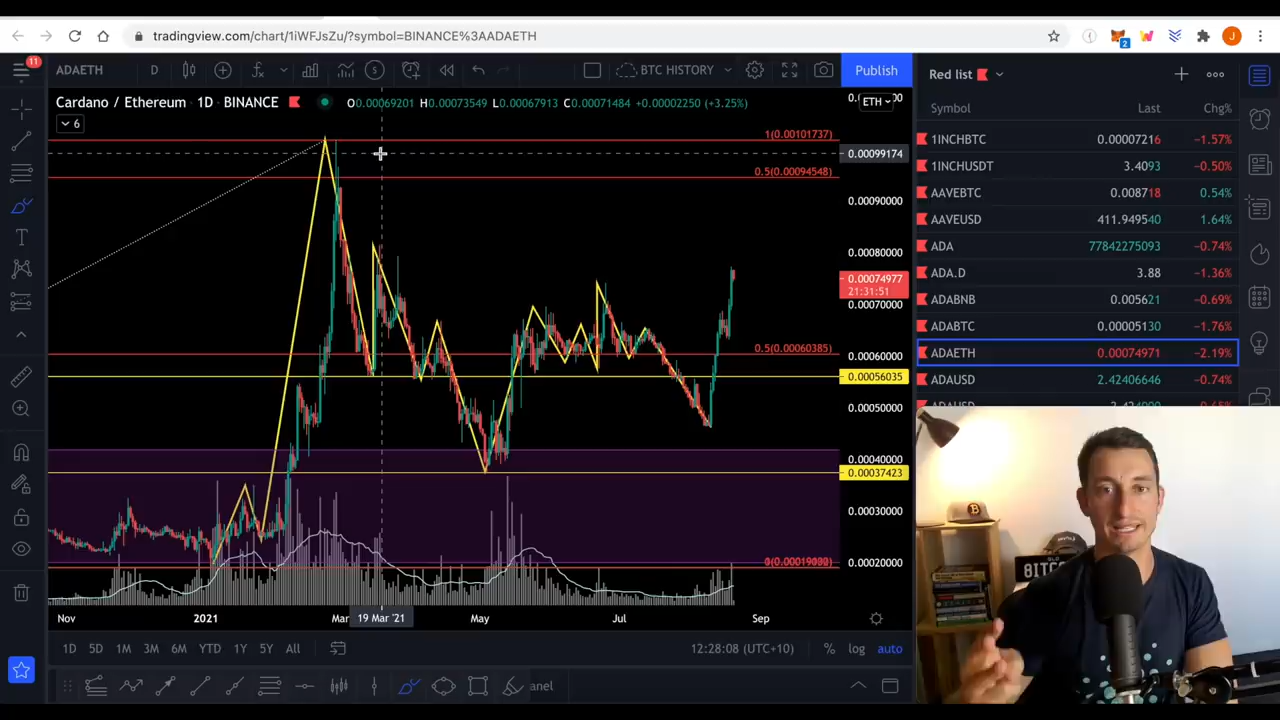 tradingview.com/chart/1iWFJsZu/?symbol=BINANCE%3AADAETH
2
J
11
ADAETH
D
BTC HISTORY
Publish
Red list
Cardano / Ethereum · 1D · BINANCE
O0.00069201 H0.00073549 L0.00067913 C0.00071484 +0.00002250 (+3.25%)
ETH
6
Symbol Last Chg%
1INCHBTC 0.00007216 −1.57%
1INCHUSDT 3.4093 −0.50%
AAVEBTC 0.008718 0.54%
AAVEUSD 411.949540 1.64%
ADA 77842275093 −0.74%
ADA.D 3.88 −1.36%
ADABNB 0.005621 −0.69%
ADABTC 0.00005130 −1.76%
ADAETH 0.00074971 −2.19%
ADAUSD 2.42406646 −0.74%
1(0.00101737)
0.00099174
0.5(0.00094548)
0.00090000
0.00080000
0.00074977
21:31:51
0.00070000
0.5(0.00060385)
0.00060000
0.00056035
0.00050000
0.00040000
0.00037423
0.00030000
0.00020000
Nov 2021 Mar 19 Mar '21 May Jul Sep
1D 5D 1M 3M 6M YTD 1Y 5Y All
12:28:08 (UTC+10) % log auto
anel